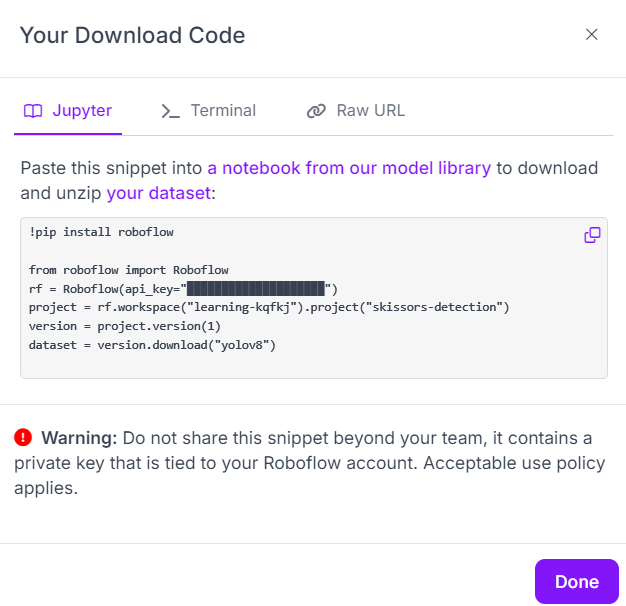 Your Download Code
Jupyter
Terminal
Raw URL
Paste this snippet into a notebook from our model library to download
and unzip your dataset:
!pip install roboflow
from roboflow import Roboflow
rf = Roboflow(api_key="████████████████████")
project = rf.workspace("learning-kqfkj").project("skissors-detection")
version = project.version(1)
dataset = version.download("yolov8")
Warning: Do not share this snippet beyond your team, it contains a
private key that is tied to your Roboflow account. Acceptable use policy
applies.
Done